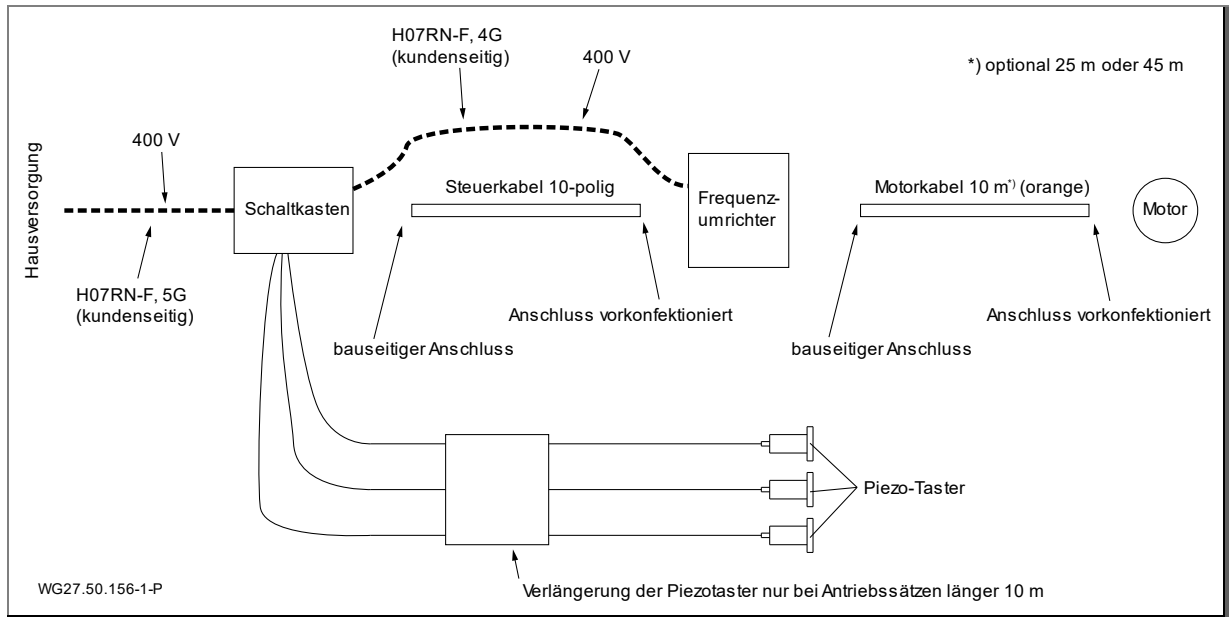 H07RN-F, 4G
(kundenseitig)
400 V
*) optional 25 m oder 45 m
400 V
Hausversorgung
Schaltkasten
Steuerkabel 10-polig
Frequenz-
umrichter
Motorkabel 10 m*) (orange)
Motor
H07RN-F, 5G
(kundenseitig)
Anschluss vorkonfektioniert
Anschluss vorkonfektioniert
bauseitiger Anschluss
bauseitiger Anschluss
Piezo-Taster
WG27.50.156-1-P
Verlängerung der Piezotaster nur bei Antriebssätzen länger 10 m